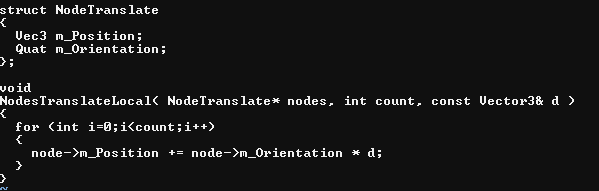 struct NodeTranslate
{
  Vec3 m_Position;
  Quat m_Orientation;
};

void
NodesTranslateLocal( NodeTranslate* nodes, int count, const Vector3& d )
{
  for (int i=0;i<count;i++)
  {
    node->m_Position += node->m_Orientation * d;
  }
}